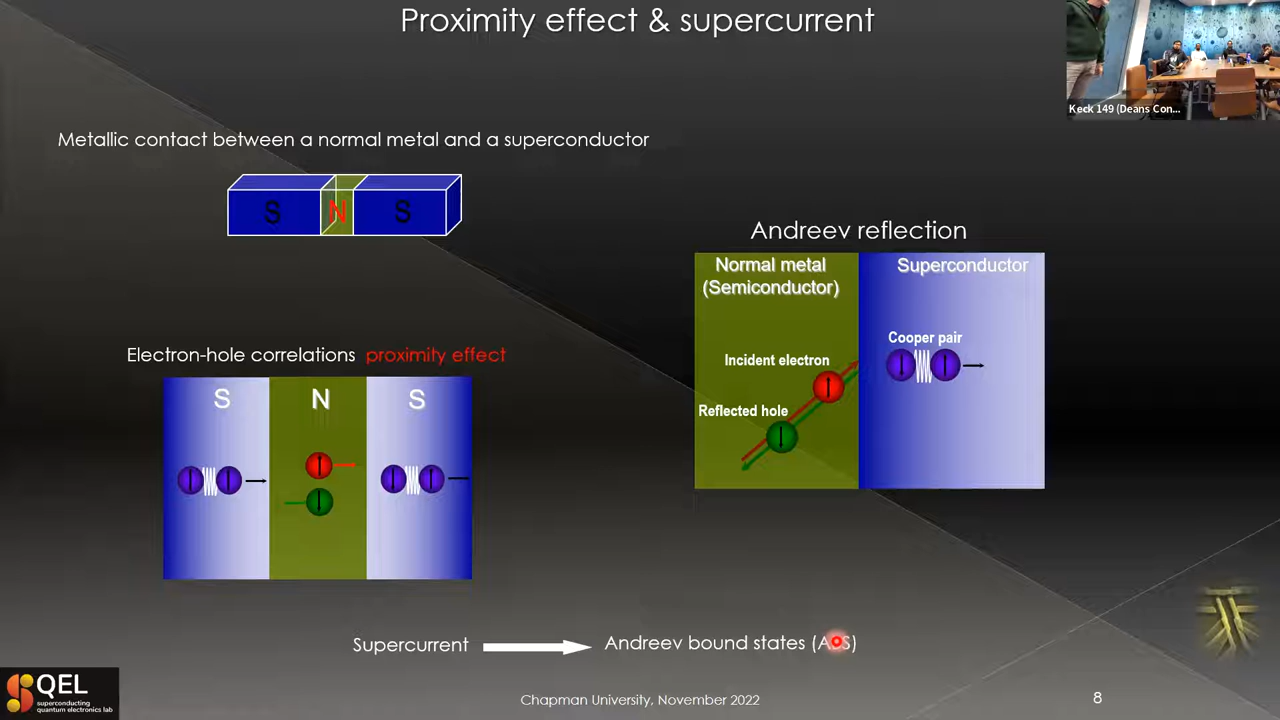 Proximity effect & supercurrent
Keck 149 (Deans Con...
Metallic contact between a normal metal and a superconductor
S N S
Andreev reflection
Normal metal
(Semiconductor)
Superconductor
Cooper pair
Incident electron
Reflected hole
Electron-hole correlations proximity effect
S N S
Supercurrent
Andreev bound states (A S)
SQEL
superconducting
quantum electronics lab
Chapman University, November 2022
8